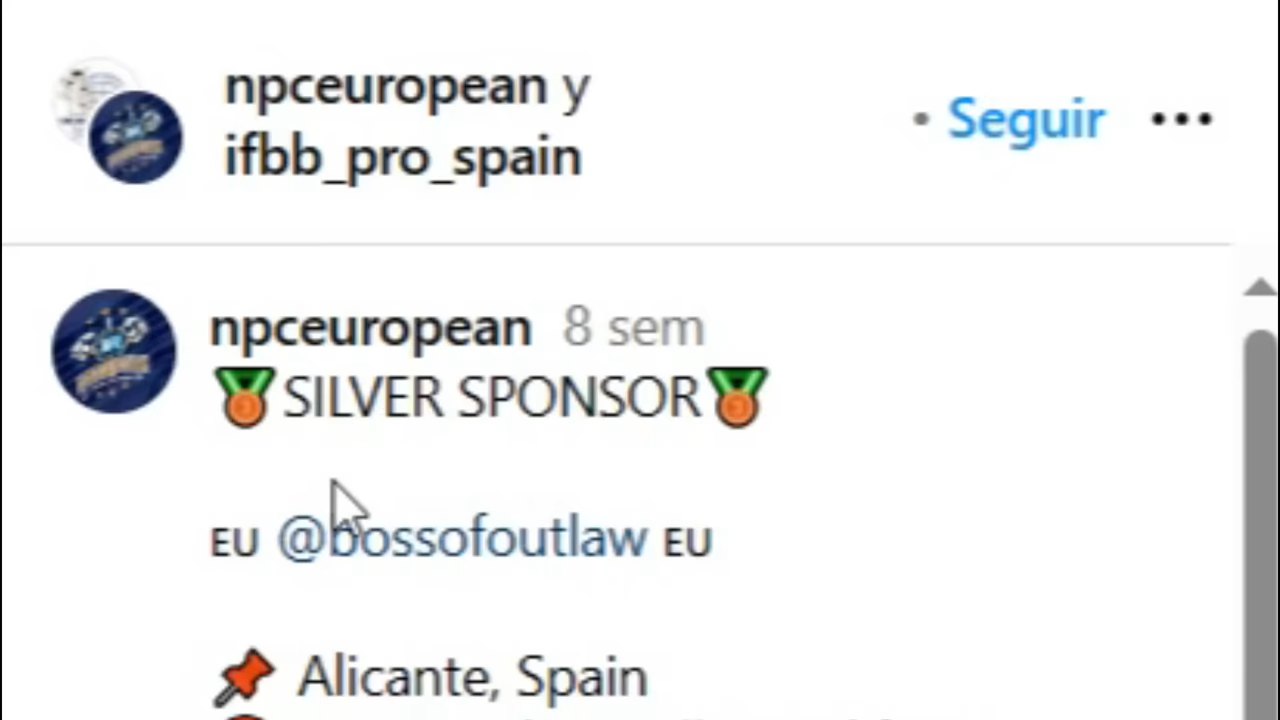 npceuropean y
ifbb_pro_spain
• Seguir •••
npceuropean 8 sem
🥉SILVER SPONSOR🥉
EU @bossofoutlaw EU
📌 Alicante, Spain